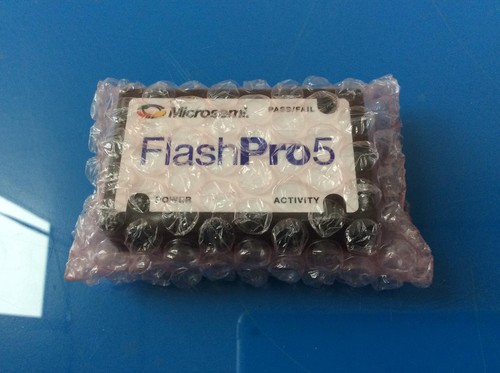 Microsemi. PASS/FAIL
FlashPro5
POWER ACTIVITY